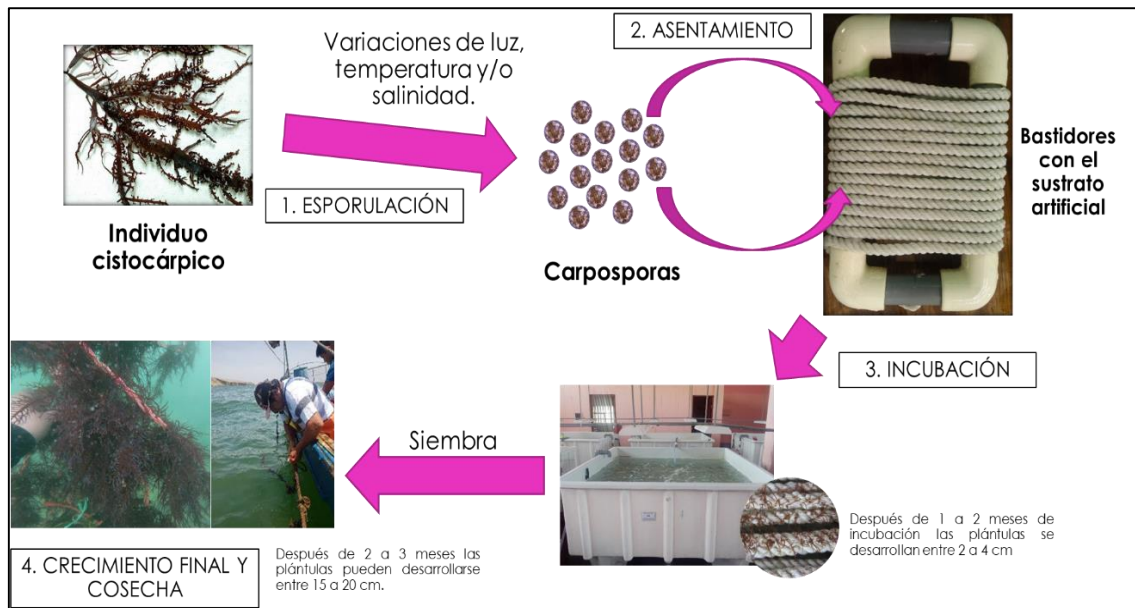 Variaciones de luz,
temperatura y/o
salinidad.
1. ESPORULACIÓN
Individuo
cistocárpico
Carposporas
2. ASENTAMIENTO
Bastidores
con el
sustrato
artificial
3. INCUBACIÓN
Después de 1 a 2 meses de
incubación las plántulas se
desarrollan entre 2 a 4 cm
Siembra
4. CRECIMIENTO FINAL Y
COSECHA
Después de 2 a 3 meses las
plántulas pueden desarrollarse
entre 15 a 20 cm.